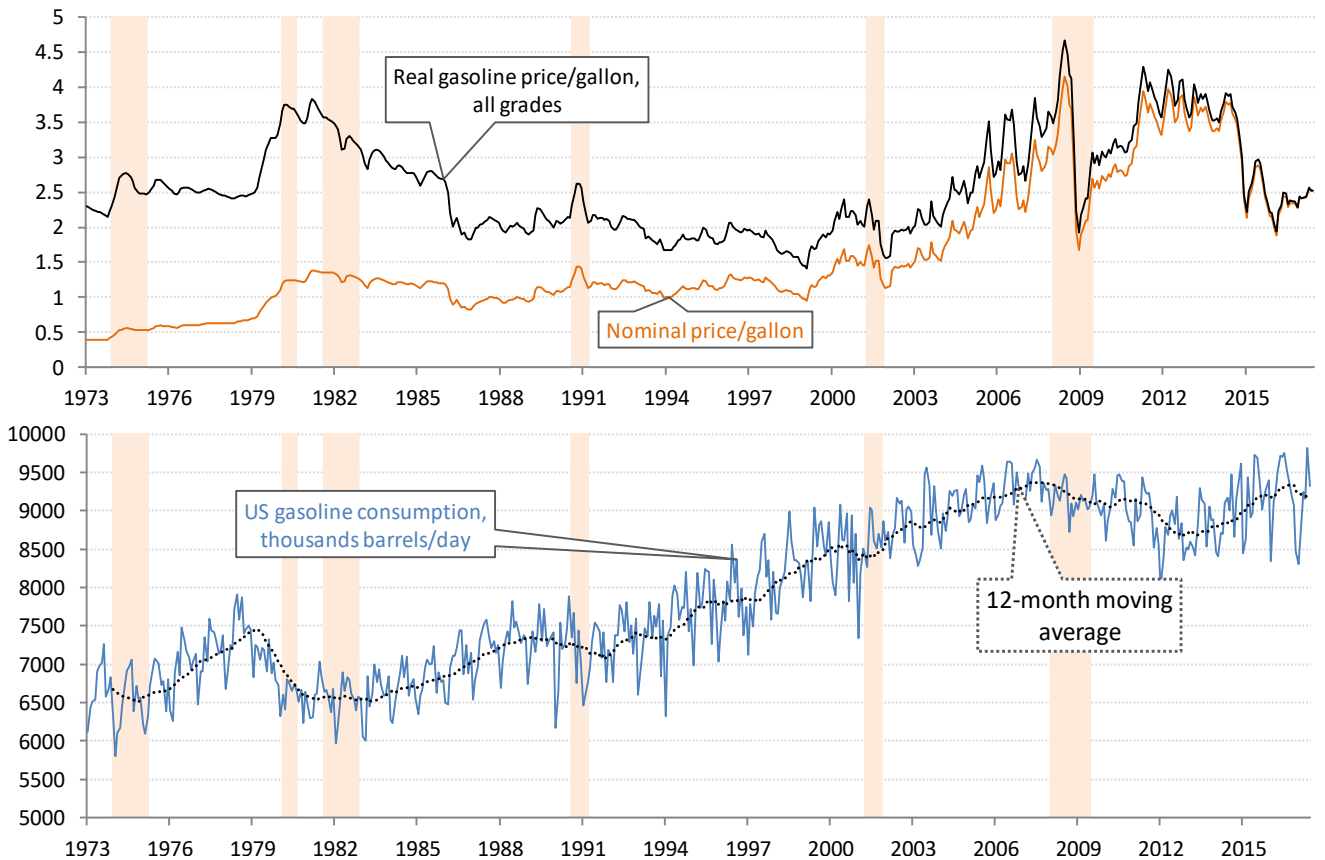 5
4.5
4
3.5
3
2.5
2
1.5
1
0.5
0
Real gasoline price/gallon,
all grades
Nominal price/gallon
1973 1976 1979 1982 1985 1988 1991 1994 1997 2000 2003 2006 2009 2012 2015
10000
9500
9000
8500
8000
7500
7000
6500
6000
5500
5000
US gasoline consumption,
thousands barrels/day
12-month moving
average
1973 1976 1979 1982 1985 1988 1991 1994 1997 2000 2003 2006 2009 2012 2015